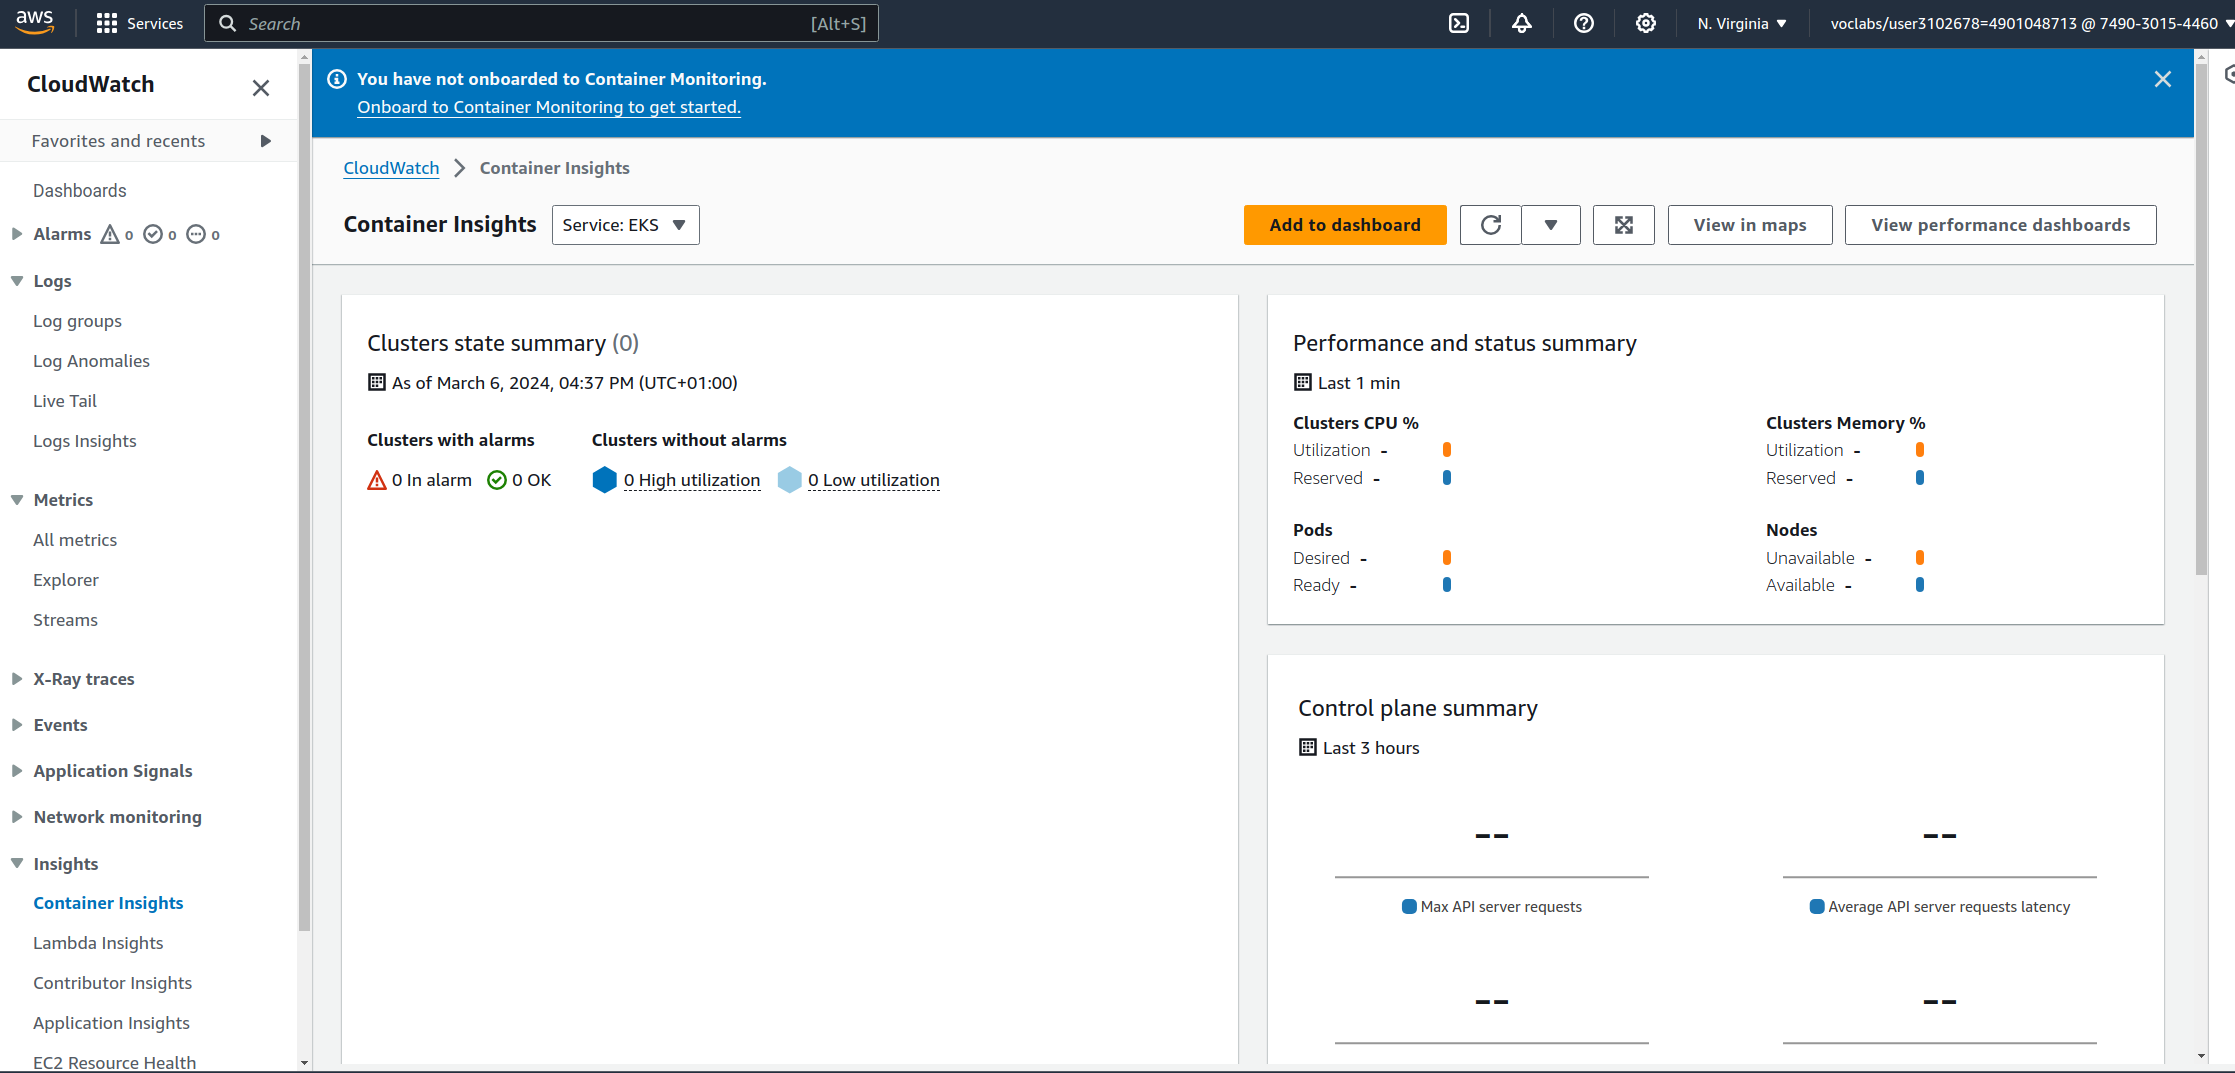 aws
Services
Search [Alt+S]
N. Virginia
voclabs/user3102678=4901048713 @ 7490-3015-4460
CloudWatch
Favorites and recents
Dashboards
Alarms 0 0 0
Logs
Log groups
Log Anomalies
Live Tail
Logs Insights
Metrics
All metrics
Explorer
Streams
X-Ray traces
Events
Application Signals
Network monitoring
Insights
Container Insights
Lambda Insights
Contributor Insights
Application Insights
EC2 Resource Health
You have not onboarded to Container Monitoring.
Onboard to Container Monitoring to get started.
CloudWatch > Container Insights
Container Insights
Service: EKS
Add to dashboard
View in maps
View performance dashboards
Clusters state summary (0)
As of March 6, 2024, 04:37 PM (UTC+01:00)
Clusters with alarms
0 In alarm 0 OK
Clusters without alarms
0 High utilization 0 Low utilization
Performance and status summary
Last 1 min
Clusters CPU %
Utilization -
Reserved -
Clusters Memory %
Utilization -
Reserved -
Pods
Desired -
Ready -
Nodes
Unavailable -
Available -
Control plane summary
Last 3 hours
--
Max API server requests
--
Average API server requests latency
--
--